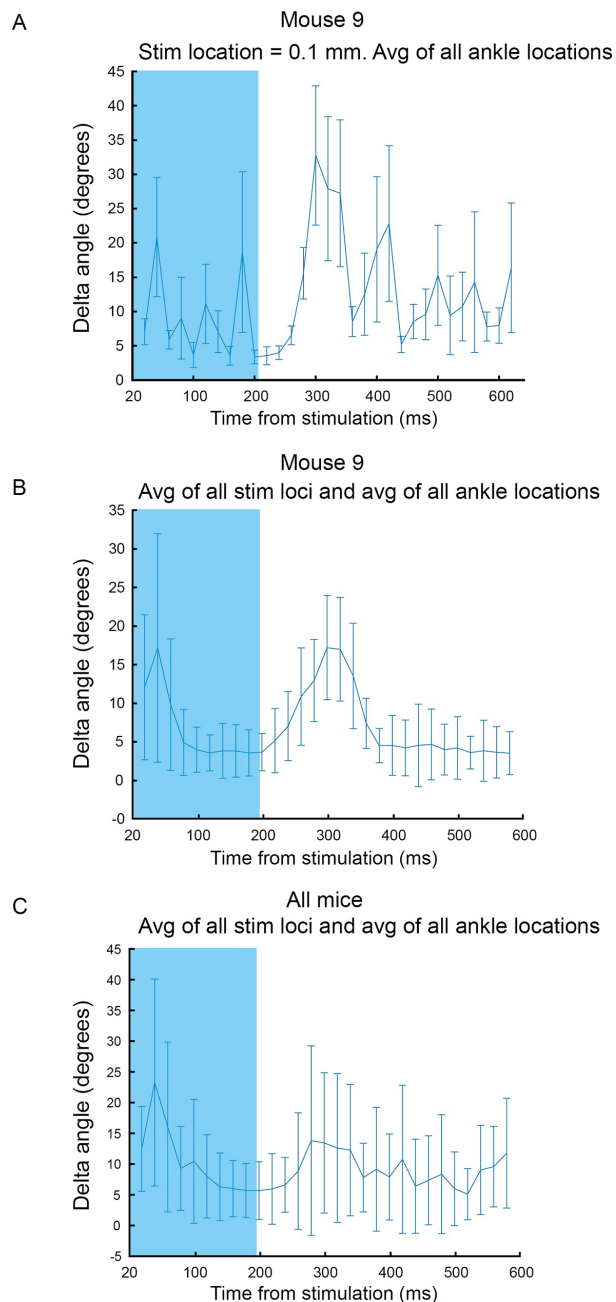 A
Mouse 9
Stim location = 0.1 mm. Avg of all ankle locations
45
40
35
30
25
20
15
10
5
0
Delta angle (degrees)
20 100 200 300 400 500 600
Time from stimulation (ms)
B
Mouse 9
Avg of all stim loci and avg of all ankle locations
35
30
25
20
15
10
5
0
-0
Delta angle (degrees)
20 100 200 300 400 500 600
Time from stimulation (ms)
C
All mice
Avg of all stim loci and avg of all ankle locations
45
40
35
30
25
20
15
10
5
0
-5
Delta angle (degrees)
20 100 200 300 400 500 600
Time from stimulation (ms)